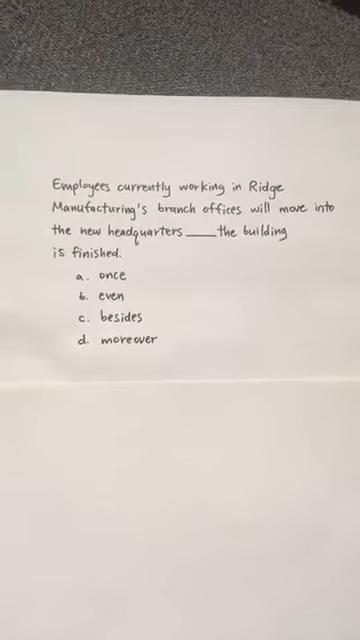 Employees currently working in Ridge
Manufacturing's branch offices will move into
the new headquarters ____ the building
is finished.
a. once
b. even
c. besides
d. moreover